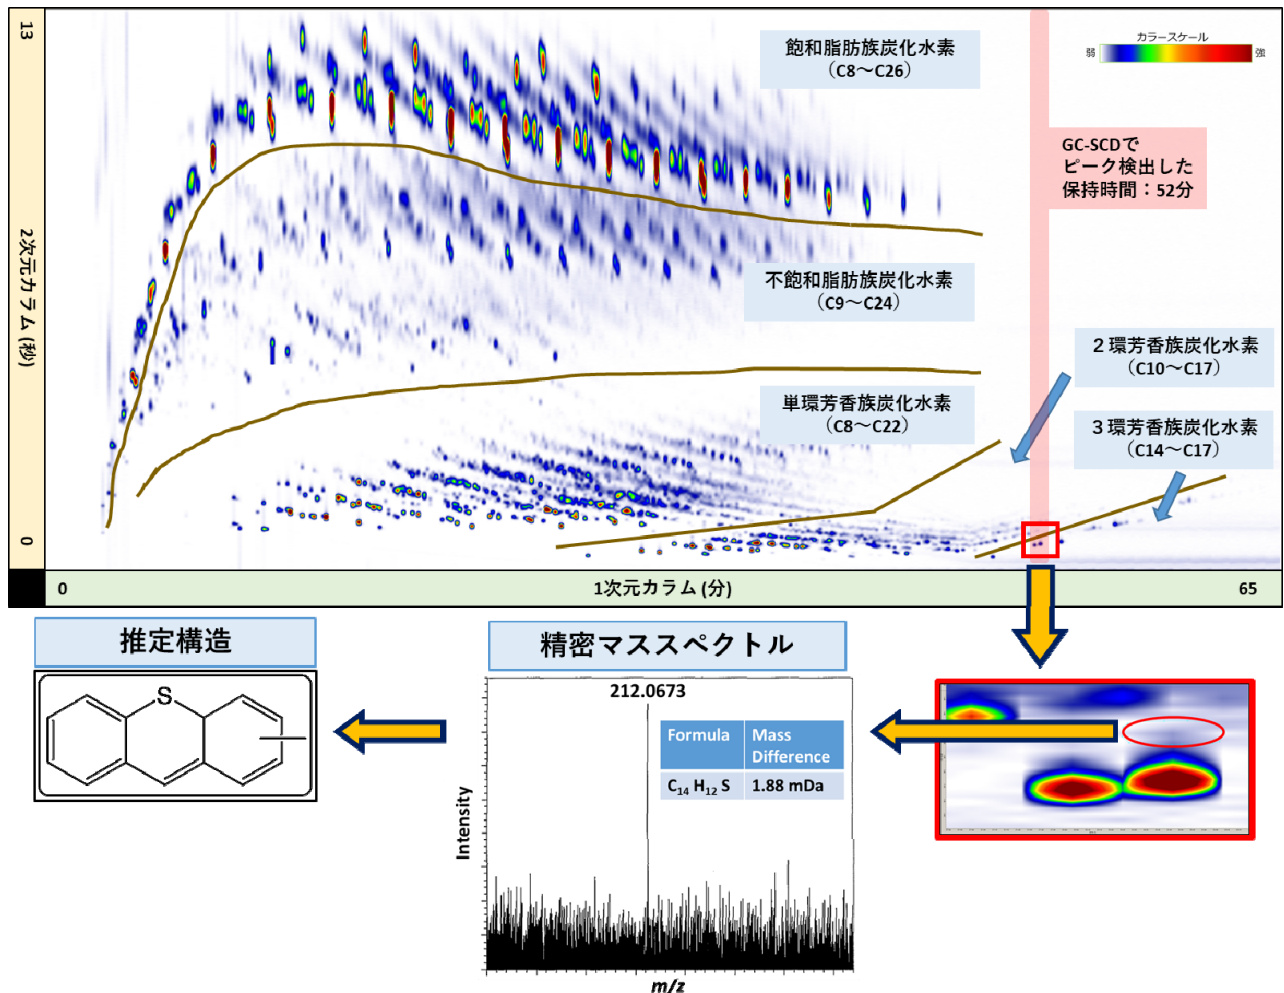 13
2次元カラム (秒)
0
飽和脂肪族炭化水素
(C8～C26)
カラースケール
弱
強
GC-SCDで
ピーク検出した
保持時間：52分
不飽和脂肪族炭化水素
(C9～C24)
２環芳香族炭化水素
(C10～C17)
単環芳香族炭化水素
(C8～C22)
３環芳香族炭化水素
(C14～C17)
0
1次元カラム (分)
65
推定構造
S
精密マススペクトル
212.0673
Formula
Mass Difference
C₁₄ H₁₂ S
1.88 mDa
Intensity
m/z